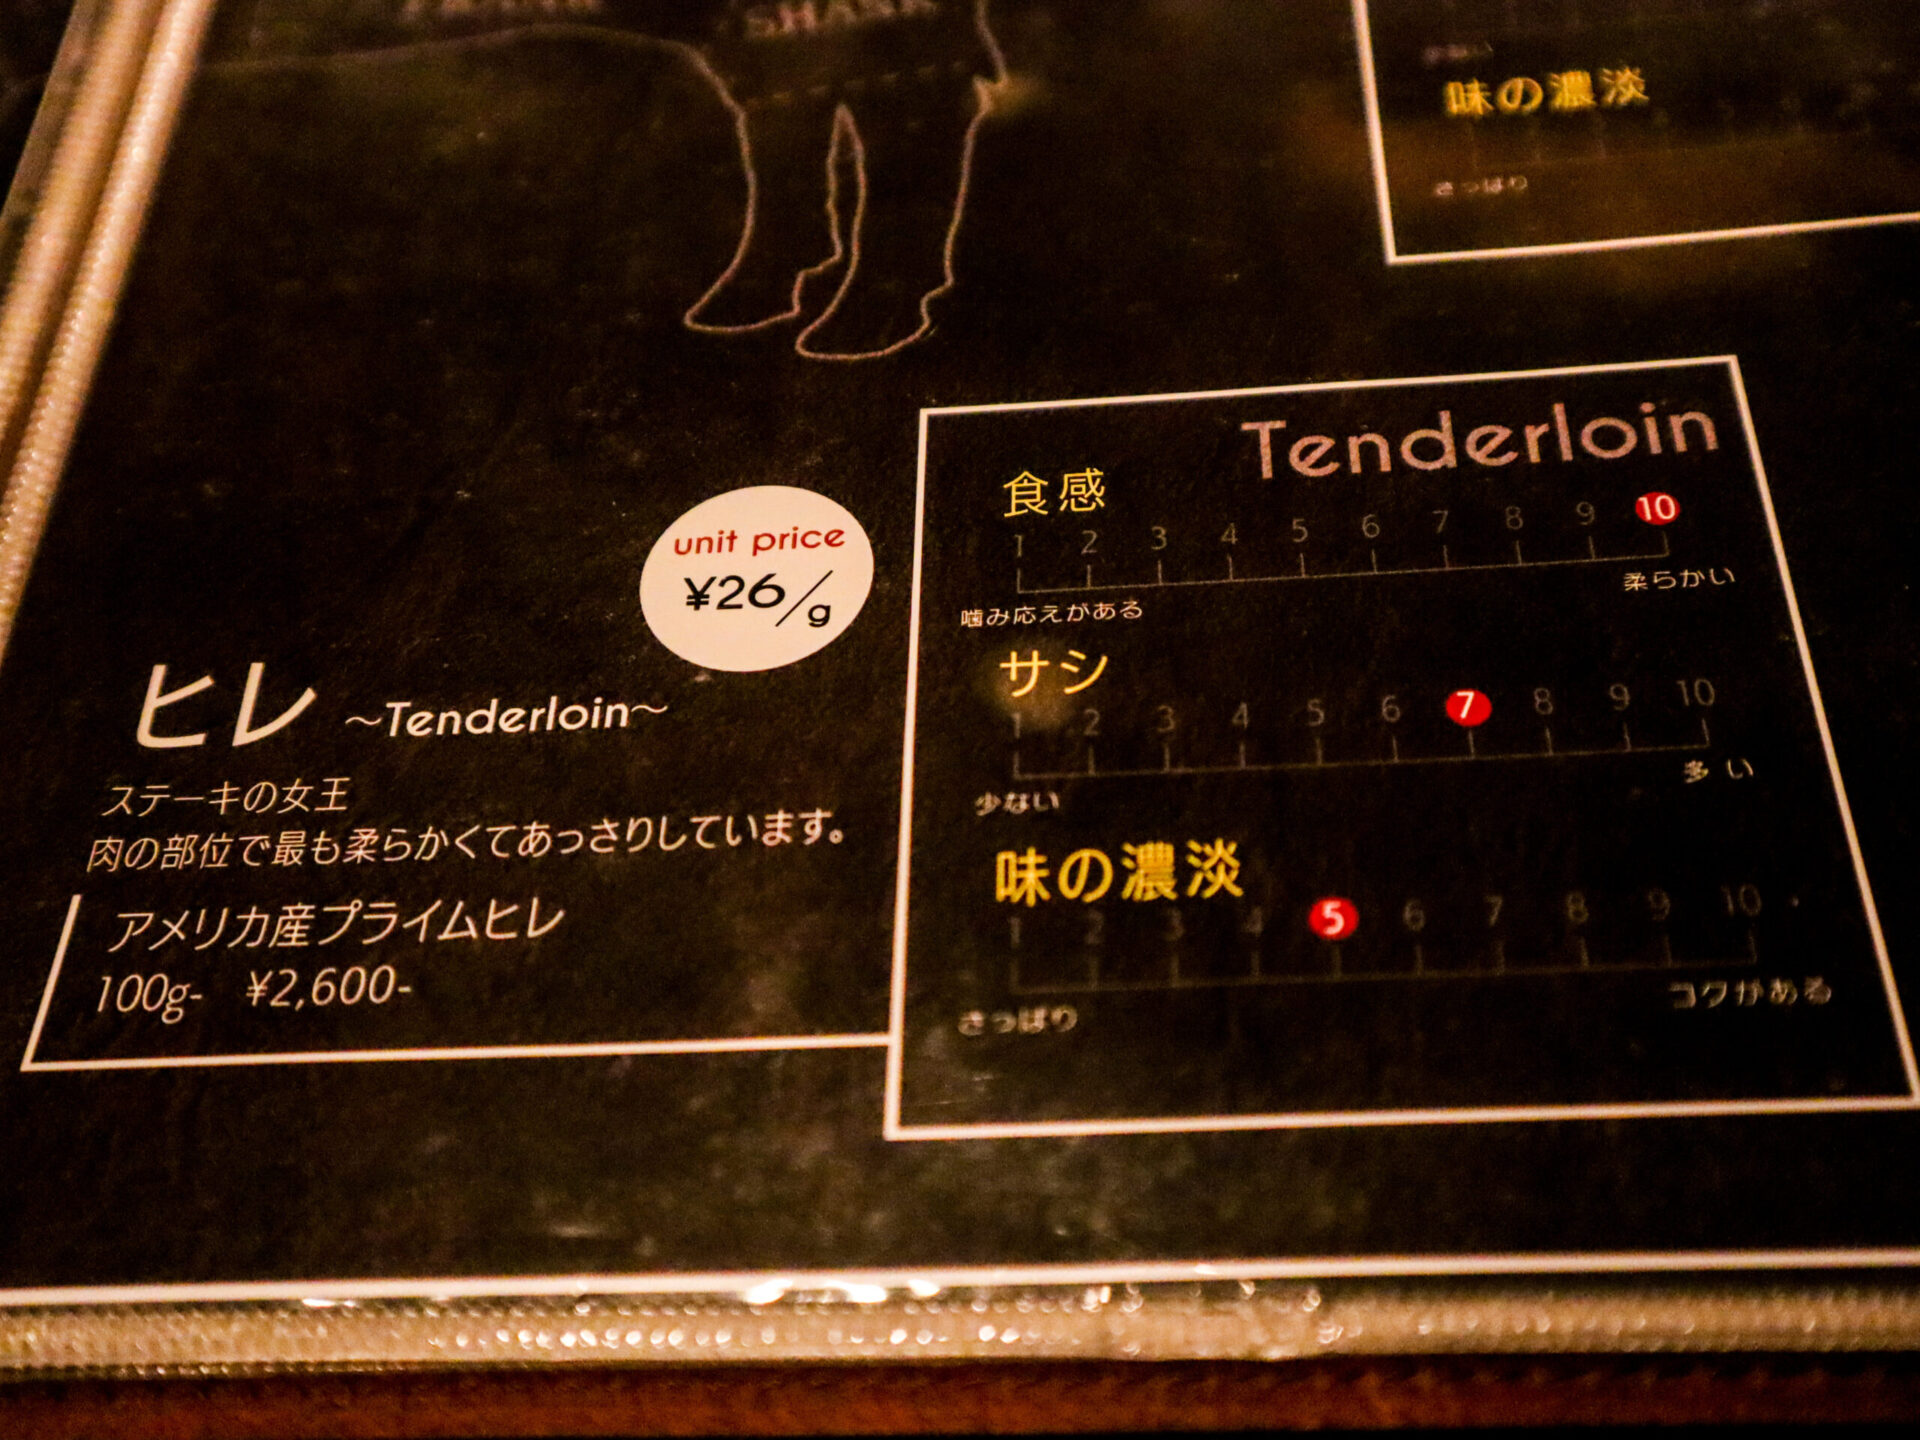 SHANK
味の濃淡
さっぱり
unit price
¥26/g
ヒレ ~Tenderloin~
ステーキの女王
肉の部位で最も柔らかくてあっさりしています。
アメリカ産プライムヒレ
100g- ¥2,600-
Tenderloin
食感
1 2 3 4 5 6 7 8 9 10
噛み応えがある 柔らかい
サシ
1 2 3 4 5 6 7 8 9 10
少ない 多い
味の濃淡
1 2 3 4 5 6 7 8 9 10
さっぱり コクがある